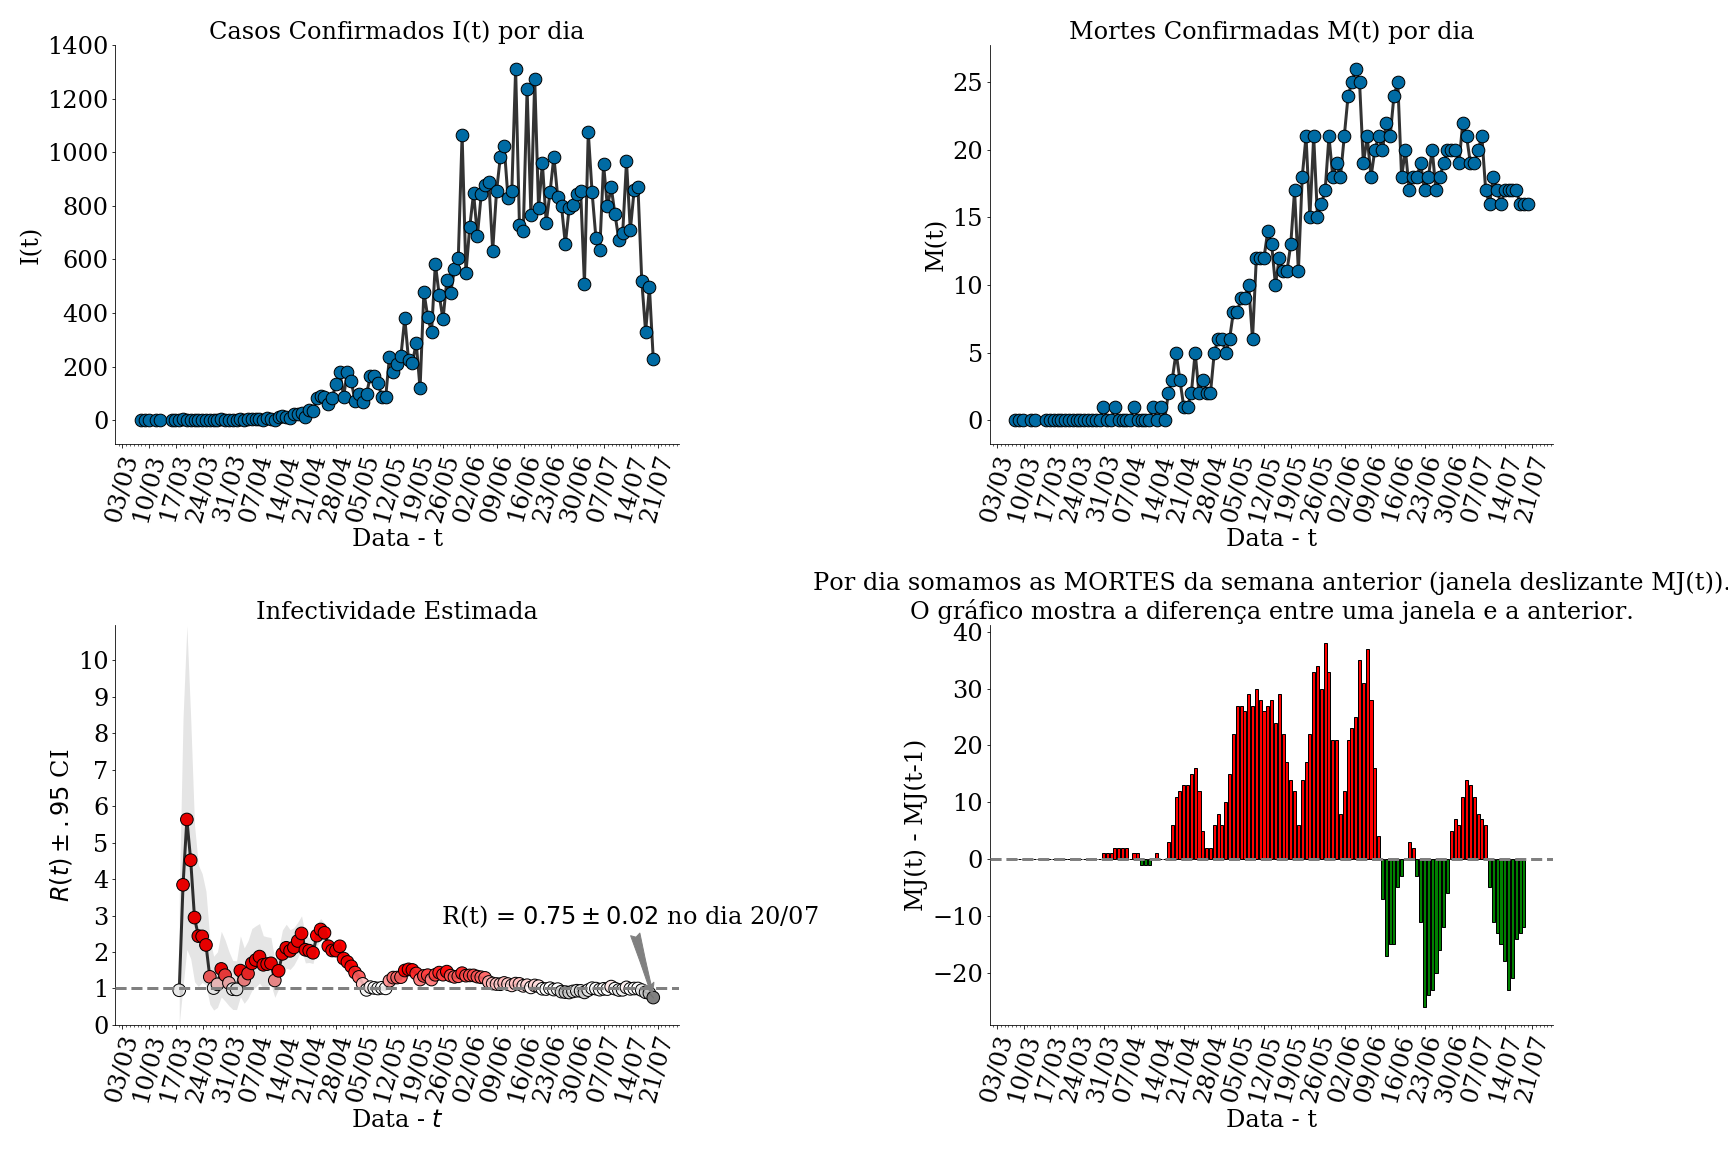 Casos Confirmados I(t) por dia
1400
1200
1000
800
600
400
200
0
I(t)
03/03 10/03 17/03 24/03 31/03 07/04 14/04 21/04 28/04 05/05 12/05 19/05 26/05 02/06 09/06 16/06 23/06 30/06 07/07 14/07 21/07
Data - t
Mortes Confirmadas M(t) por dia
25
20
15
10
5
0
M(t)
03/03 10/03 17/03 24/03 31/03 07/04 14/04 21/04 28/04 05/05 12/05 19/05 26/05 02/06 09/06 16/06 23/06 30/06 07/07 14/07 21/07
Data - t
Infectividade Estimada
10
9
8
7
6
5
4
3
2
1
0
R(t) ± .95 CI
R(t) = 0.75 ± 0.02 no dia 20/07
03/03 10/03 17/03 24/03 31/03 07/04 14/04 21/04 28/04 05/05 12/05 19/05 26/05 02/06 09/06 16/06 23/06 30/06 07/07 14/07 21/07
Data - t
Por dia somamos as MORTES da semana anterior (janela deslizante MJ(t)).
O gráfico mostra a diferença entre uma janela e a anterior.
40
30
20
10
0
−10
−20
MJ(t) - MJ(t-1)
03/03 10/03 17/03 24/03 31/03 07/04 14/04 21/04 28/04 05/05 12/05 19/05 26/05 02/06 09/06 16/06 23/06 30/06 07/07 14/07 21/07
Data - t